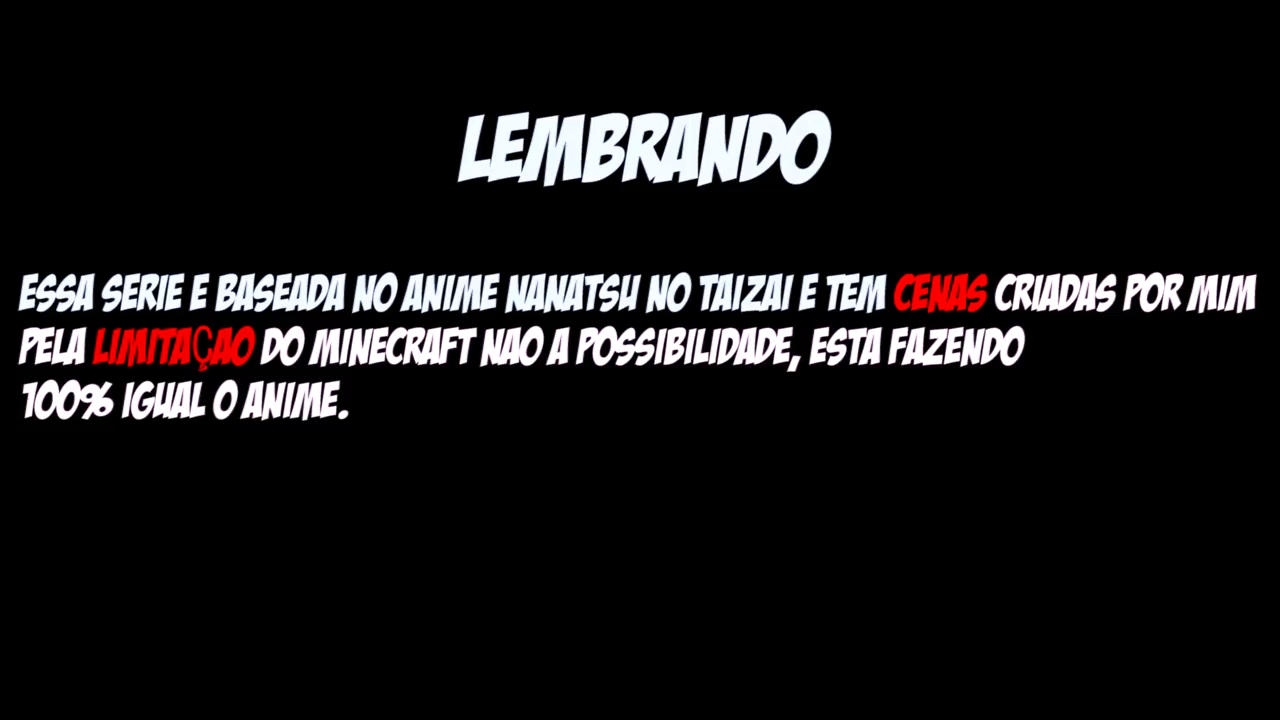 LEMBRANDO
ESSA SERIE E BASEADA NO ANIME NANATSU NO TAIZAI E TEM CENAS CRIADAS POR MIM
PELA LIMITAÇAO DO MINECRAFT NAO A POSSIBILIDADE, ESTA FAZENDO
100% IGUAL O ANIME.